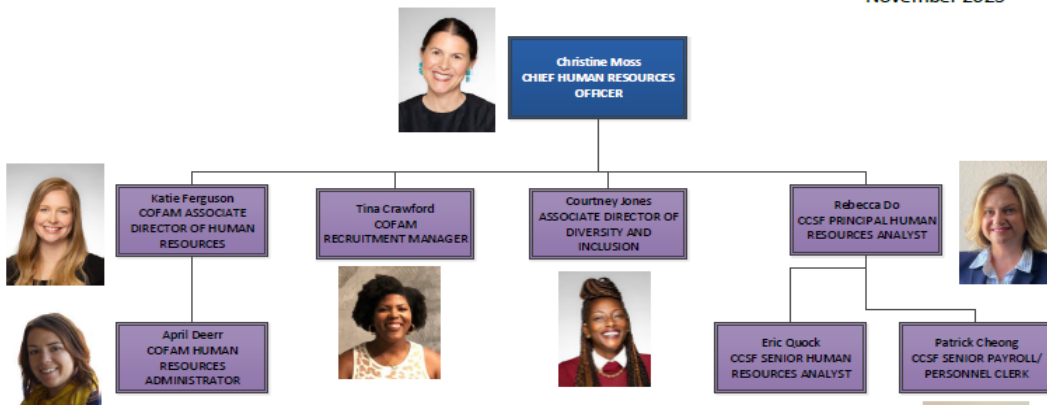 November 2023
Christine Moss
CHIEF HUMAN RESOURCES
OFFICER
Katie Ferguson
COFAM ASSOCIATE
DIRECTOR OF HUMAN
RESOURCES
Tina Crawford
COFAM
RECRUITMENT MANAGER
Courtney Jones
ASSOCIATE DIRECTOR OF
DIVERSITY AND
INCLUSION
Rebecca Do
CCSF PRINCIPAL HUMAN
RESOURCES ANALYST
April Deerr
COFAM HUMAN
RESOURCES
ADMINISTRATOR
Eric Quock
CCSF SENIOR HUMAN
RESOURCES ANALYST
Patrick Cheong
CCSF SENIOR PAYROLL/
PERSONNEL CLERK